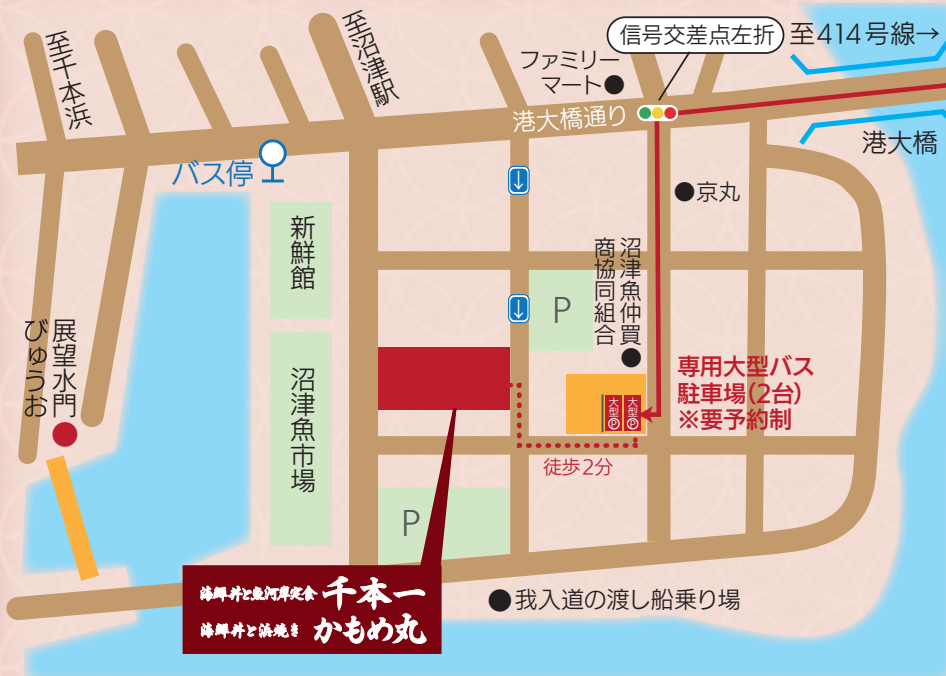 至千本浜
至沼津駅
ファミリー
マート
信号交差点左折
至414号線→
港大橋通り
港大橋
バス停
京丸
新鮮館
沼津魚仲買
商協同組合
P
展望水門
びゅうお
沼津魚市場
専用大型バス
駐車場(2台)
※要予約制
大型P
大型P
徒歩2分
P
海鮮丼と魚河岸定食 千本一
海鮮丼と浜焼き かもめ丸
我入道の渡し船乗り場